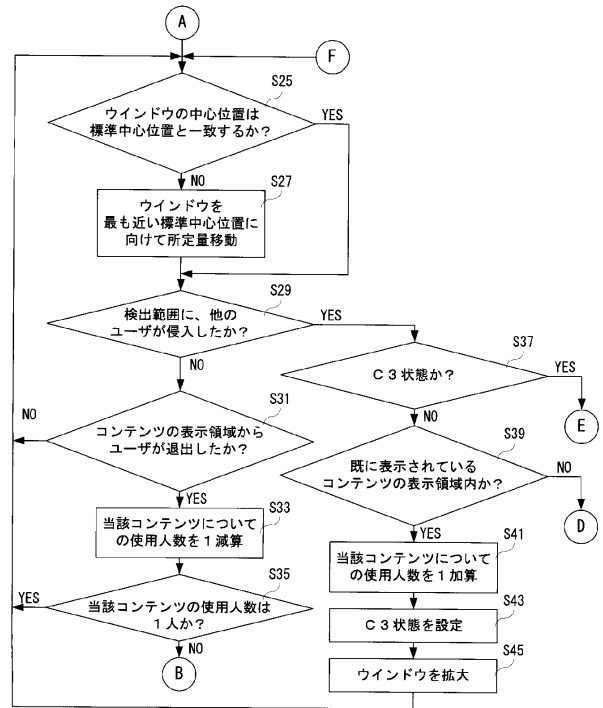 A
F
S25
ウインドウの中心位置は
標準中心位置と一致するか?
YES
NO
S27
ウインドウを
最も近い標準中心位置に
向けて所定量移動
S29
検出範囲に、他の
ユーザが侵入したか?
YES
NO
S37
C3状態か?
YES
E
NO
S31
コンテンツの表示領域から
ユーザが退出したか?
NO
YES
S39
既に表示されている
コンテンツの表示領域内か?
NO
D
YES
S33
当該コンテンツについて
の使用人数を1減算
S41
当該コンテンツについて
の使用人数を1加算
S35
当該コンテンツの使用人数は
1人か?
YES
NO
B
S43
C3状態を設定
S45
ウインドウを拡大